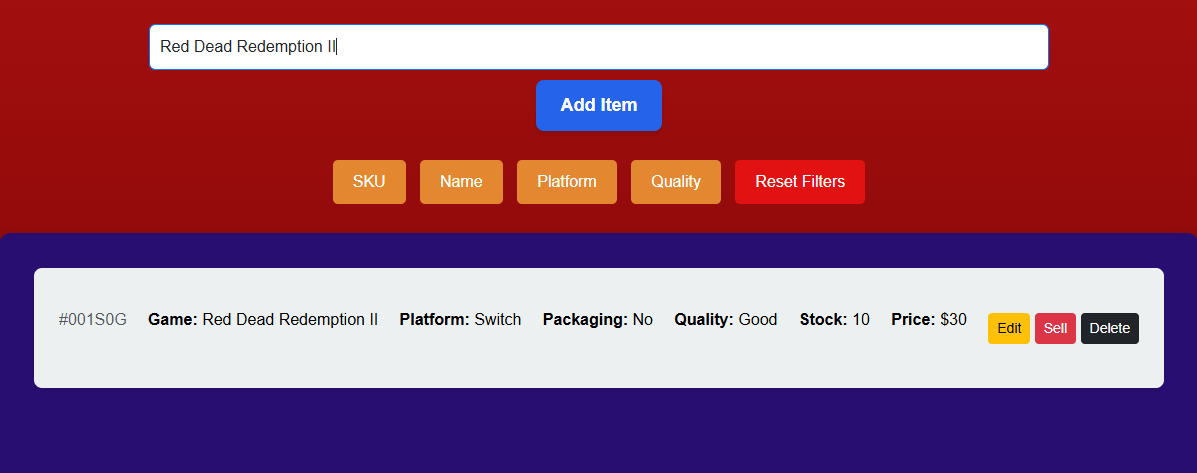 Red Dead Redemption II
Add Item
SKU Name Platform Quality Reset Filters
#001S0G Game: Red Dead Redemption II Platform: Switch Packaging: No Quality: Good Stock: 10 Price: $30 Edit Sell Delete